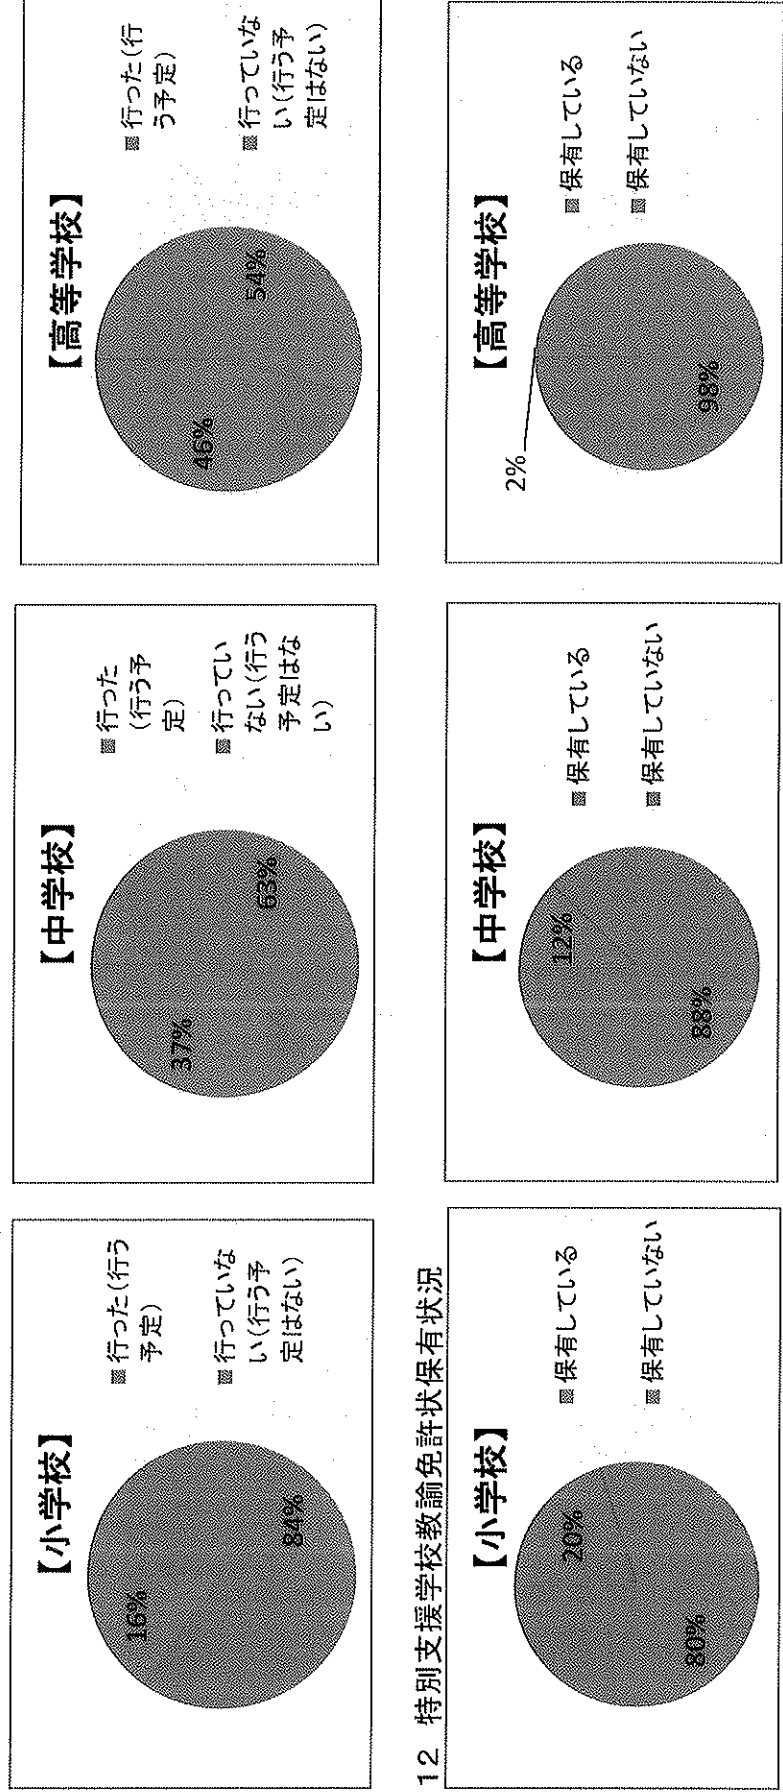 【小学校】
16%
84%
■行った(行う
予定)
■行っていな
い(行う予
定はない)
【中学校】
37%
63%
■行った
(行う予
定)
■行ってい
ない(行う
予定はな
い)
【高等学校】
46%
54%
■行った(行
う予定)
■行っていな
い(行う予
定はない)
12 特別支援学校教諭免許状保有状況
【小学校】
20%
80%
■保有している
■保有していない
【中学校】
12%
88%
■保有している
■保有していない
【高等学校】
2%
98%
■保有している
■保有していない